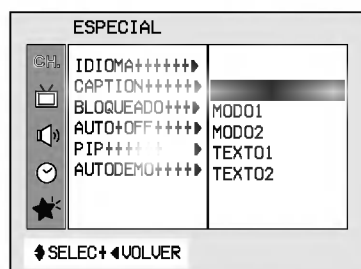 ESPECIAL
CH.
IDIOMA++++++▶
CAPTION+++++▶
BLOQUEADO+++▶
AUTO+OFF++++▶
PIP+++ ▶
AUTODEMO++++▶
MODO1
MODO2
TEXTO1
TEXTO2
♦SELEC+◀VOLVER